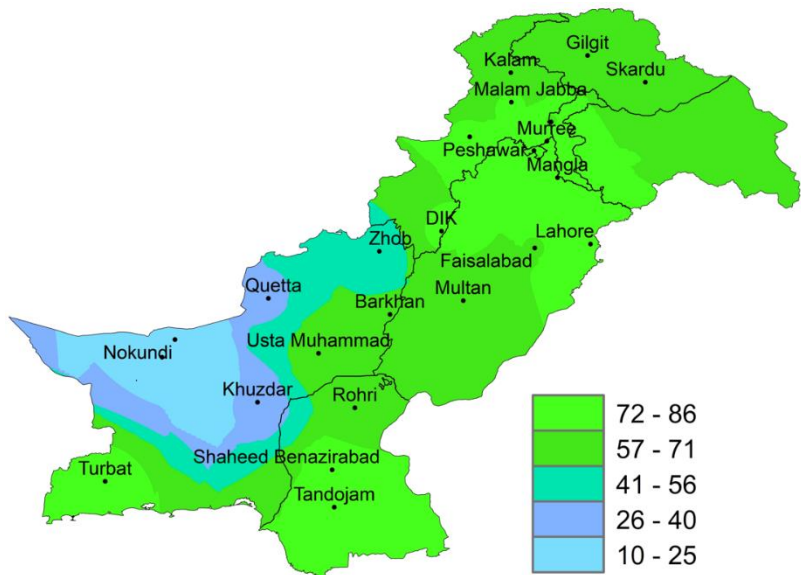 Gilgit
Kalam
Skardu
Malam Jabba
Murree
Peshawar
Mangla
DIK
Lahore
Zhob
Faisalabad
Quetta
Multan
Barkhan
Usta Muhammad
Nokundi
Khuzdar
Rohri
Shaheed Benazirabad
Turbat
Tandojam
72 - 86
57 - 71
41 - 56
26 - 40
10 - 25